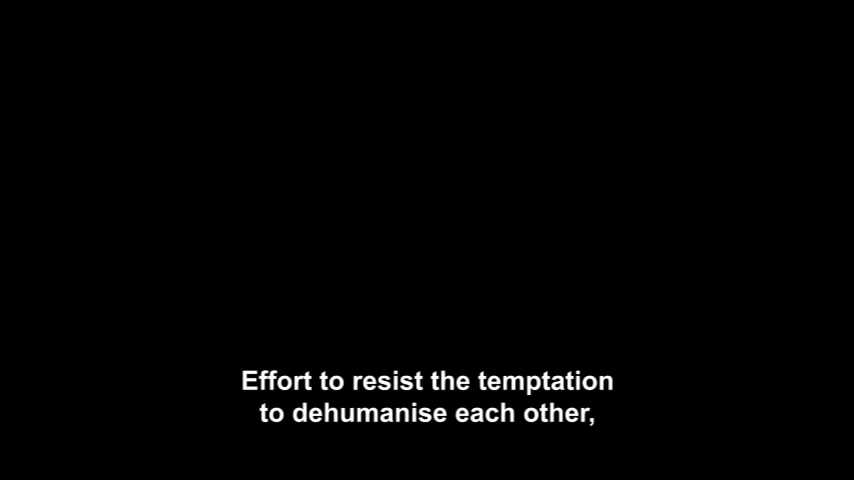 Effort to resist the temptation
to dehumanise each other,